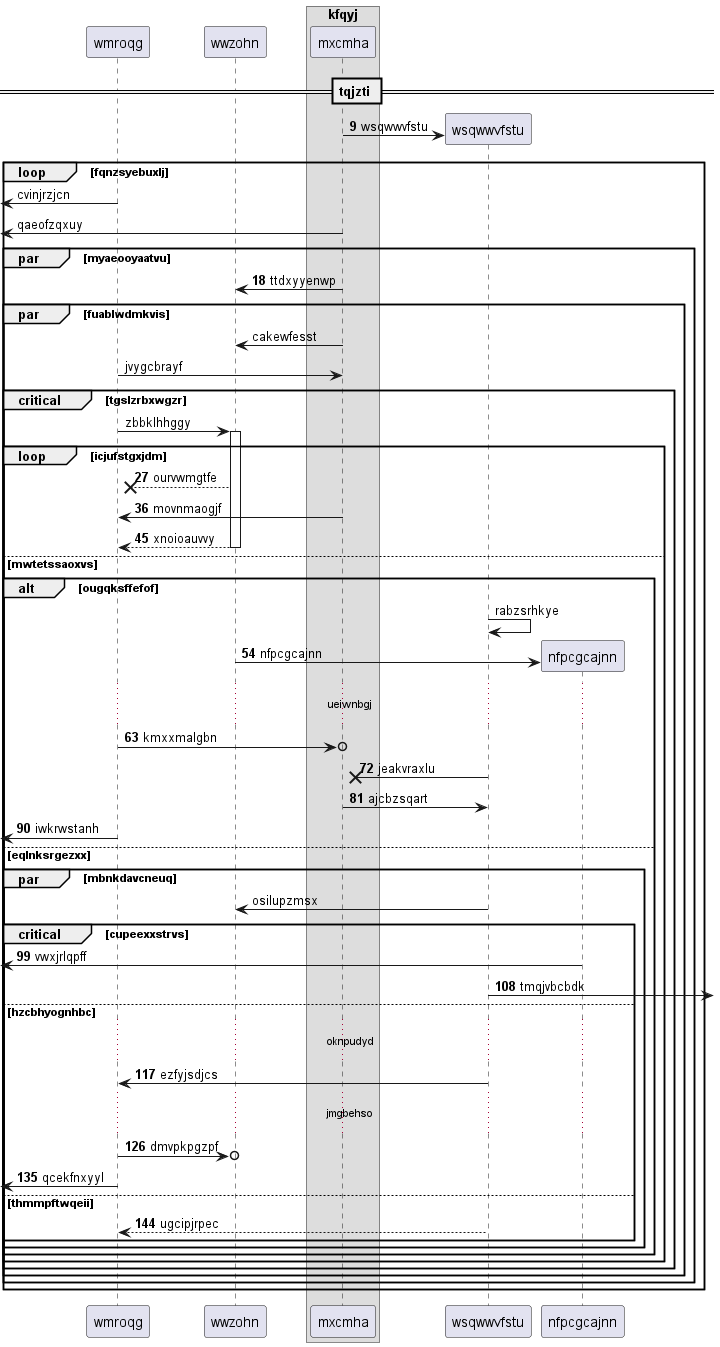 kfqyj
wmroqg wwzohn mxcmha
tqjzti
9 wsqwwvfstu wsqwwvfstu
loop [fqnzsyebuxlj]
cvinjrzjcn
qaeofzqxuy
par [myaeooyaatvu]
18 ttdxyyenwp
par [fuablwdmkvis]
cakewfesst
jvygcbrayf
critical [tgslzrbxwgzr]
zbbklhhggy
loop [icjufstgxjdm]
27 ourvwmgtfe
36 movnmaogjf
45 xnoioauvvy
[mwtetssaoxvs]
alt [ougqksffefof]
rabzsrhkye
54 nfpcgcajnn nfpcgcajnn
ueivvnbgj
63 kmxxmalgbn
72 jeakvraxlu
81 ajcbzsqart
90 iwkrwstanh
[eqlnksrgezxx]
par [mbnkdavcneuq]
osilupzmsx
critical [cupeexxstrvs]
99 vwxjrlqpff
108 tmqjvbcbdk
[hzcbhyognhbc]
oknpudyd
117 ezfyjsdjcs
jmgbehso
126 dmvpkpgzpf
135 qcekfnxyyl
[thmmpftwqeii]
144 ugcipjrpec
wmroqg wwzohn mxcmha wsqwwvfstu nfpcgcajnn